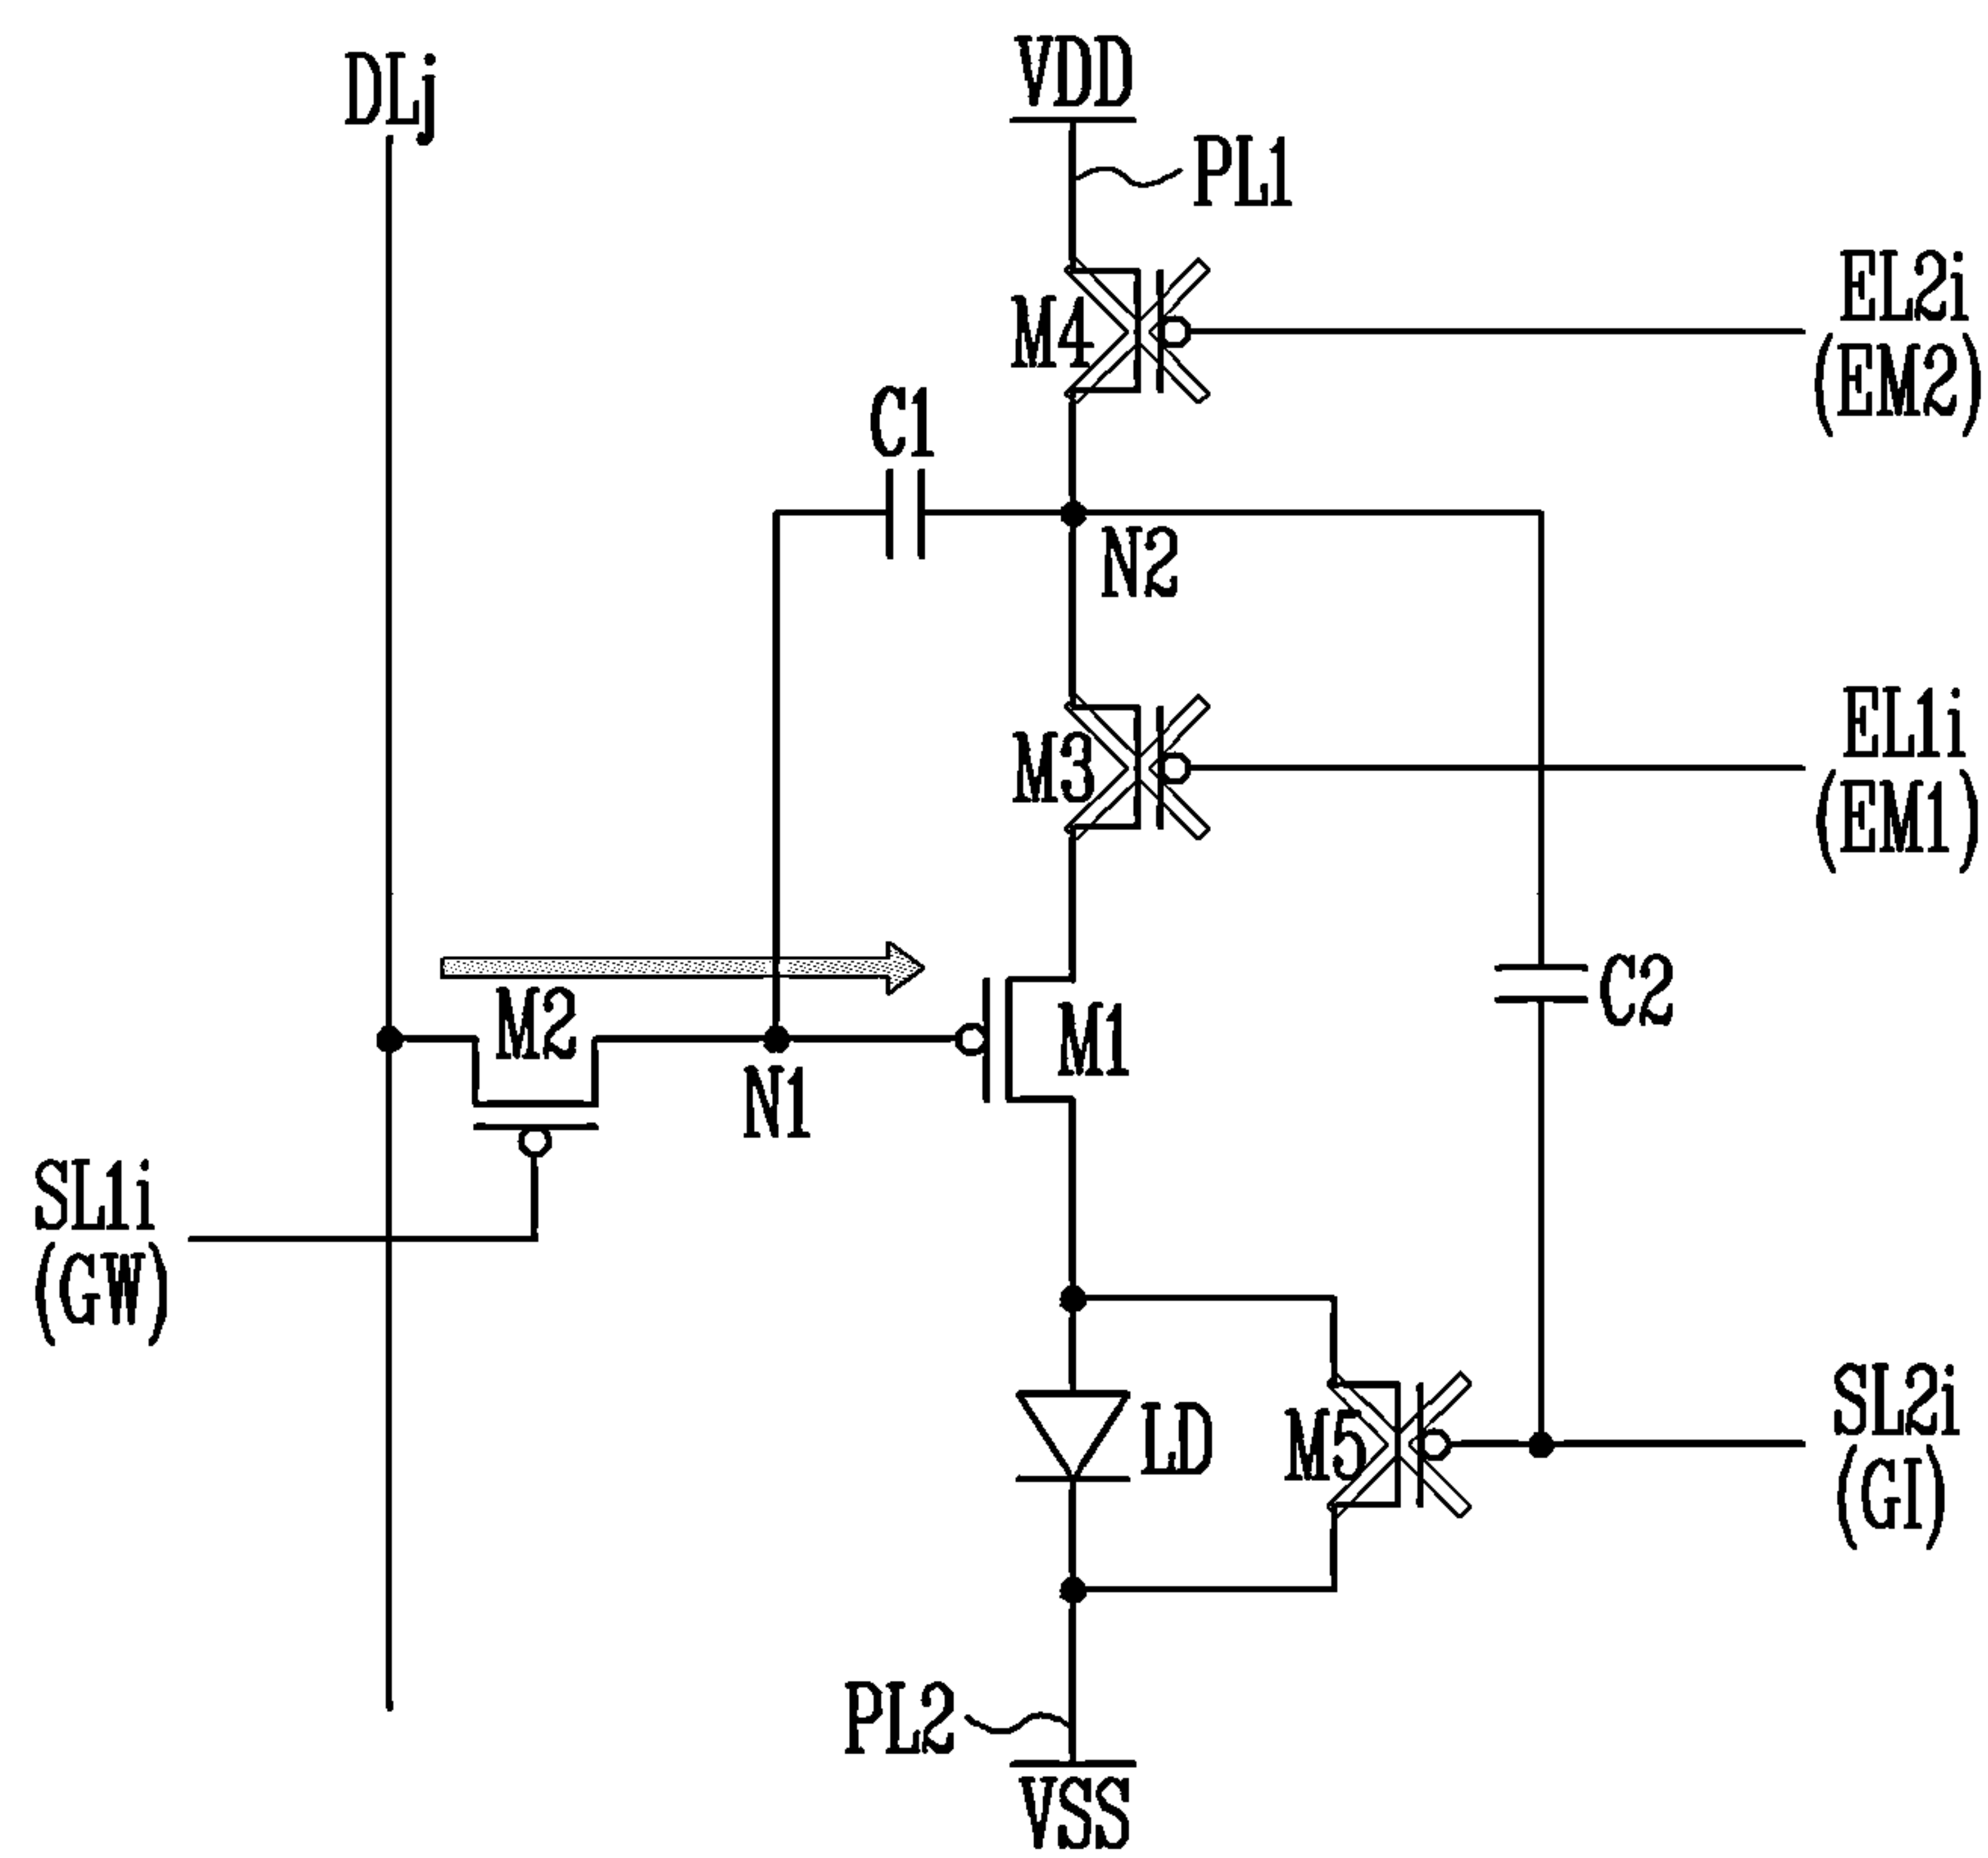 DLj
VDD
PL1
M4
EL2i
(EM2)
C1
N2
M3
EL1i
(EM1)
M2
M1
C2
N1
SL1i
(GW)
LD
M5
SL2i
(GI)
PL2
VSS